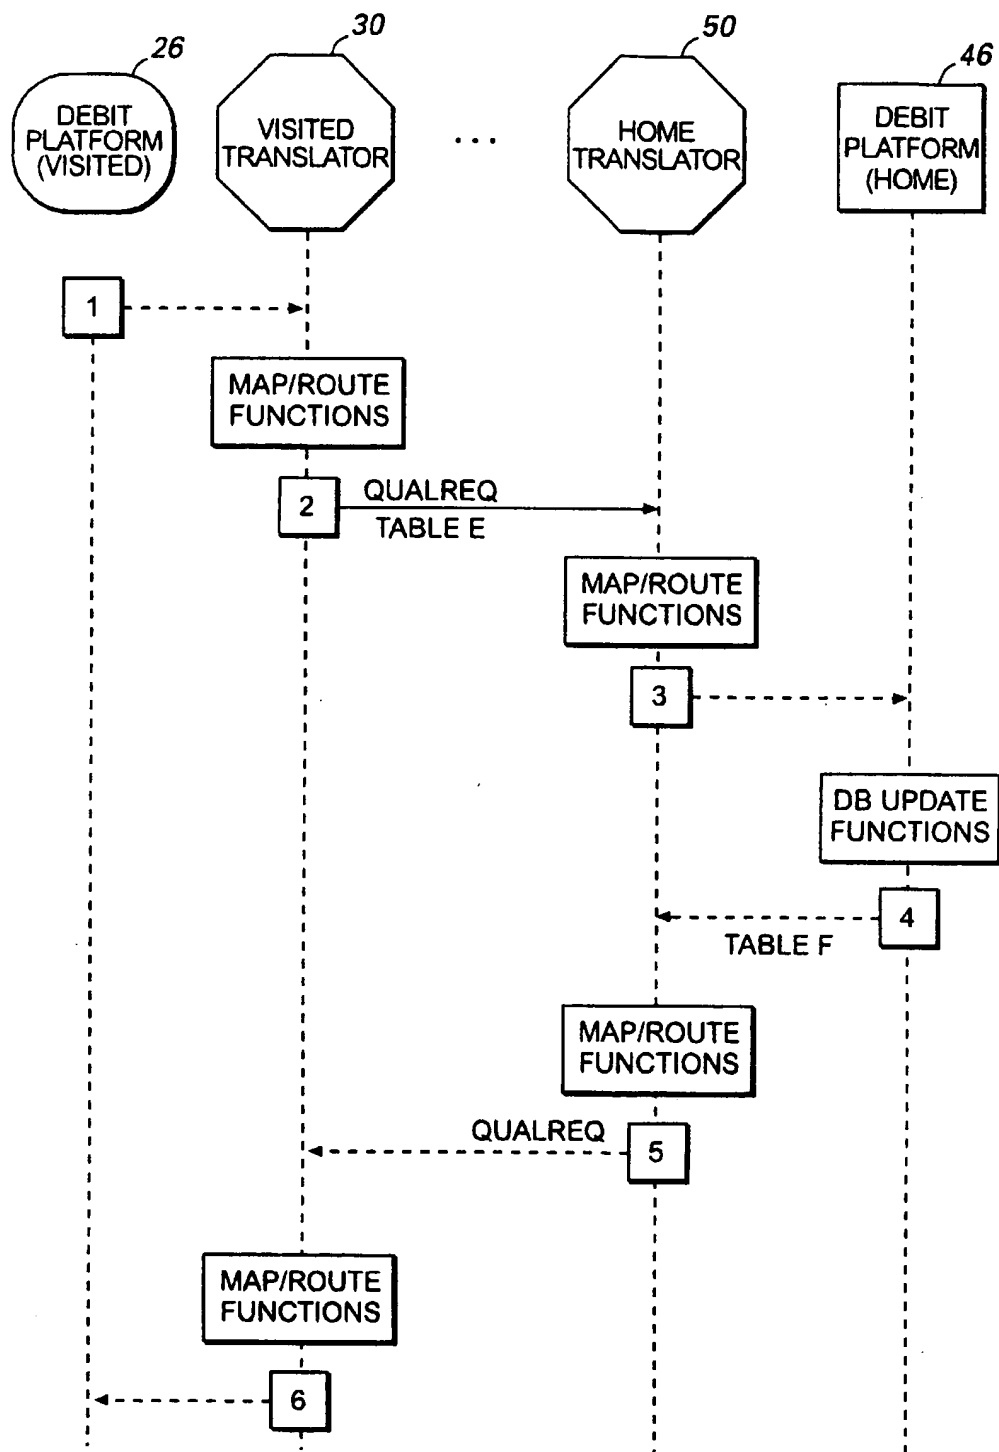 26
30
50
46
DEBIT
PLATFORM
(VISITED)
VISITED
TRANSLATOR
...
HOME
TRANSLATOR
DEBIT
PLATFORM
(HOME)
1
MAP/ROUTE
FUNCTIONS
2
QUALREQ
TABLE E
MAP/ROUTE
FUNCTIONS
3
DB UPDATE
FUNCTIONS
4
TABLE F
MAP/ROUTE
FUNCTIONS
QUALREQ
5
MAP/ROUTE
FUNCTIONS
6